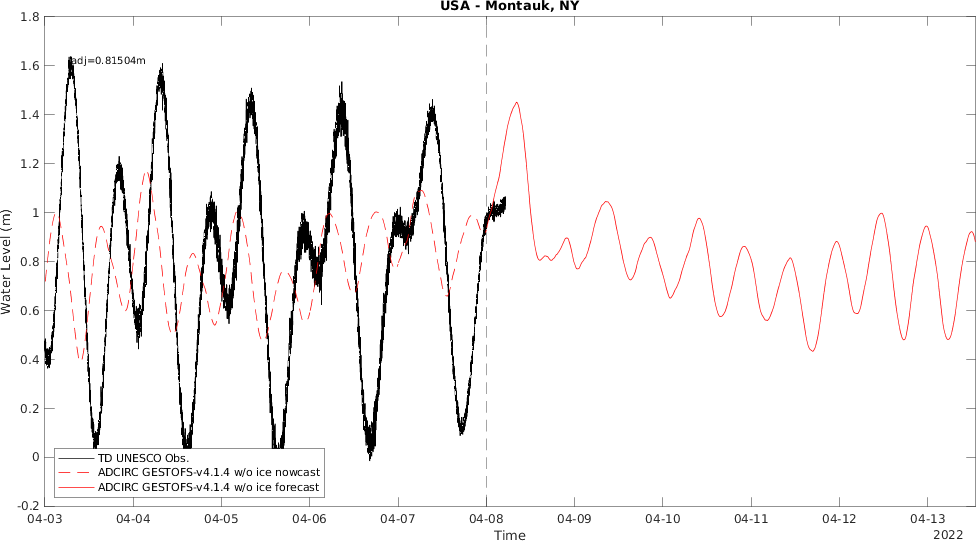 USA - Montauk, NY
1.8
1.6
1.4
1.2
1
0.8
0.6
0.4
0.2
0
-0.2
Water Level (m)
adj=0.81504m
TD UNESCO Obs.
ADCIRC GESTOFS-v4.1.4 w/o ice nowcast
ADCIRC GESTOFS-v4.1.4 w/o ice forecast
04-03 04-04 04-05 04-06 04-07 04-08 04-09 04-10 04-11 04-12 04-13
Time
2022